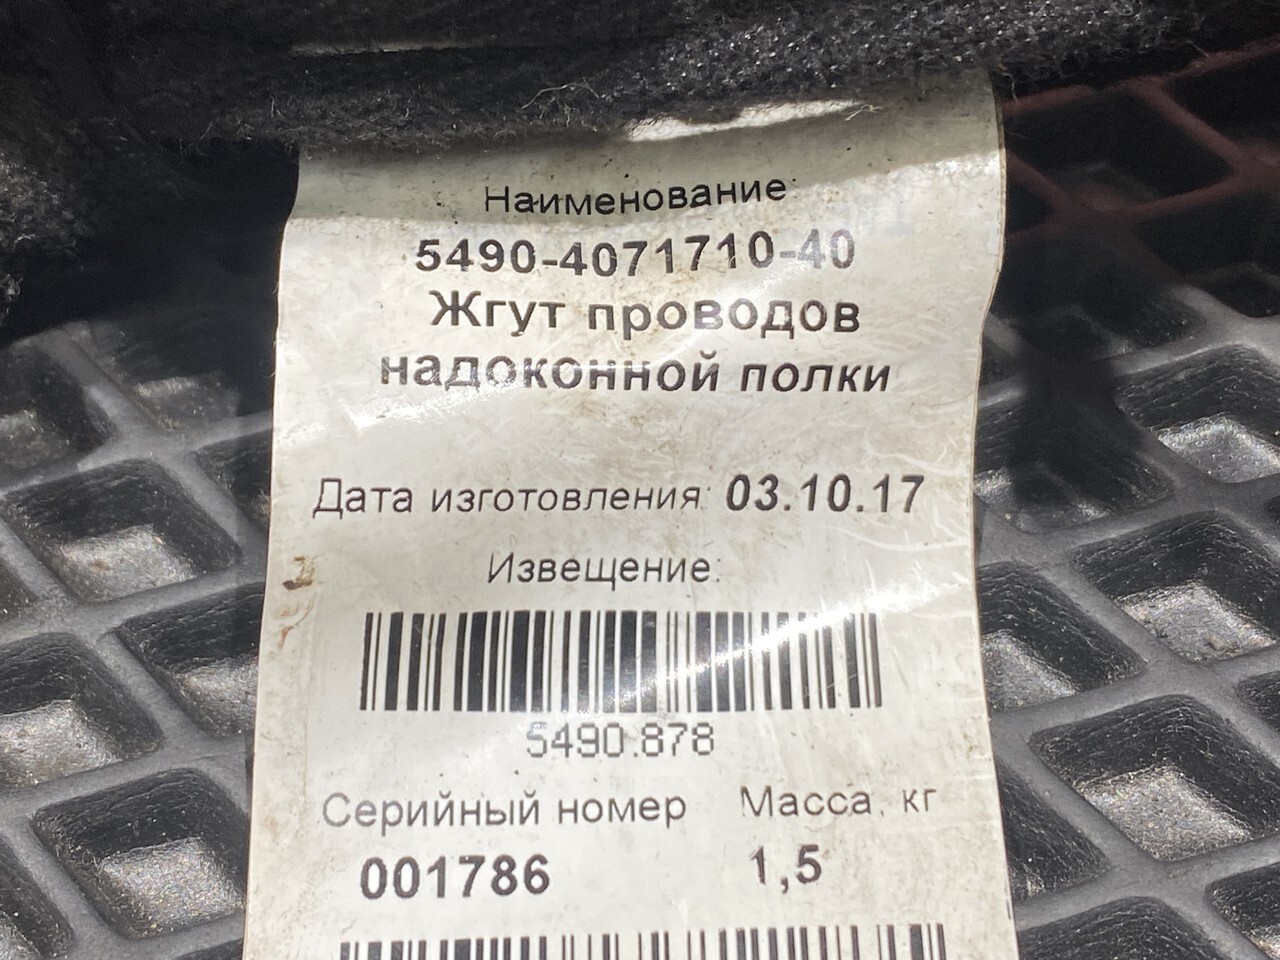 Наименование:
5490-4071710-40
Жгут проводов
надоконной полки
Дата изготовления: 03.10.17
Извещение:
5490.878
Серийный номер Масса, кг
001786 1,5